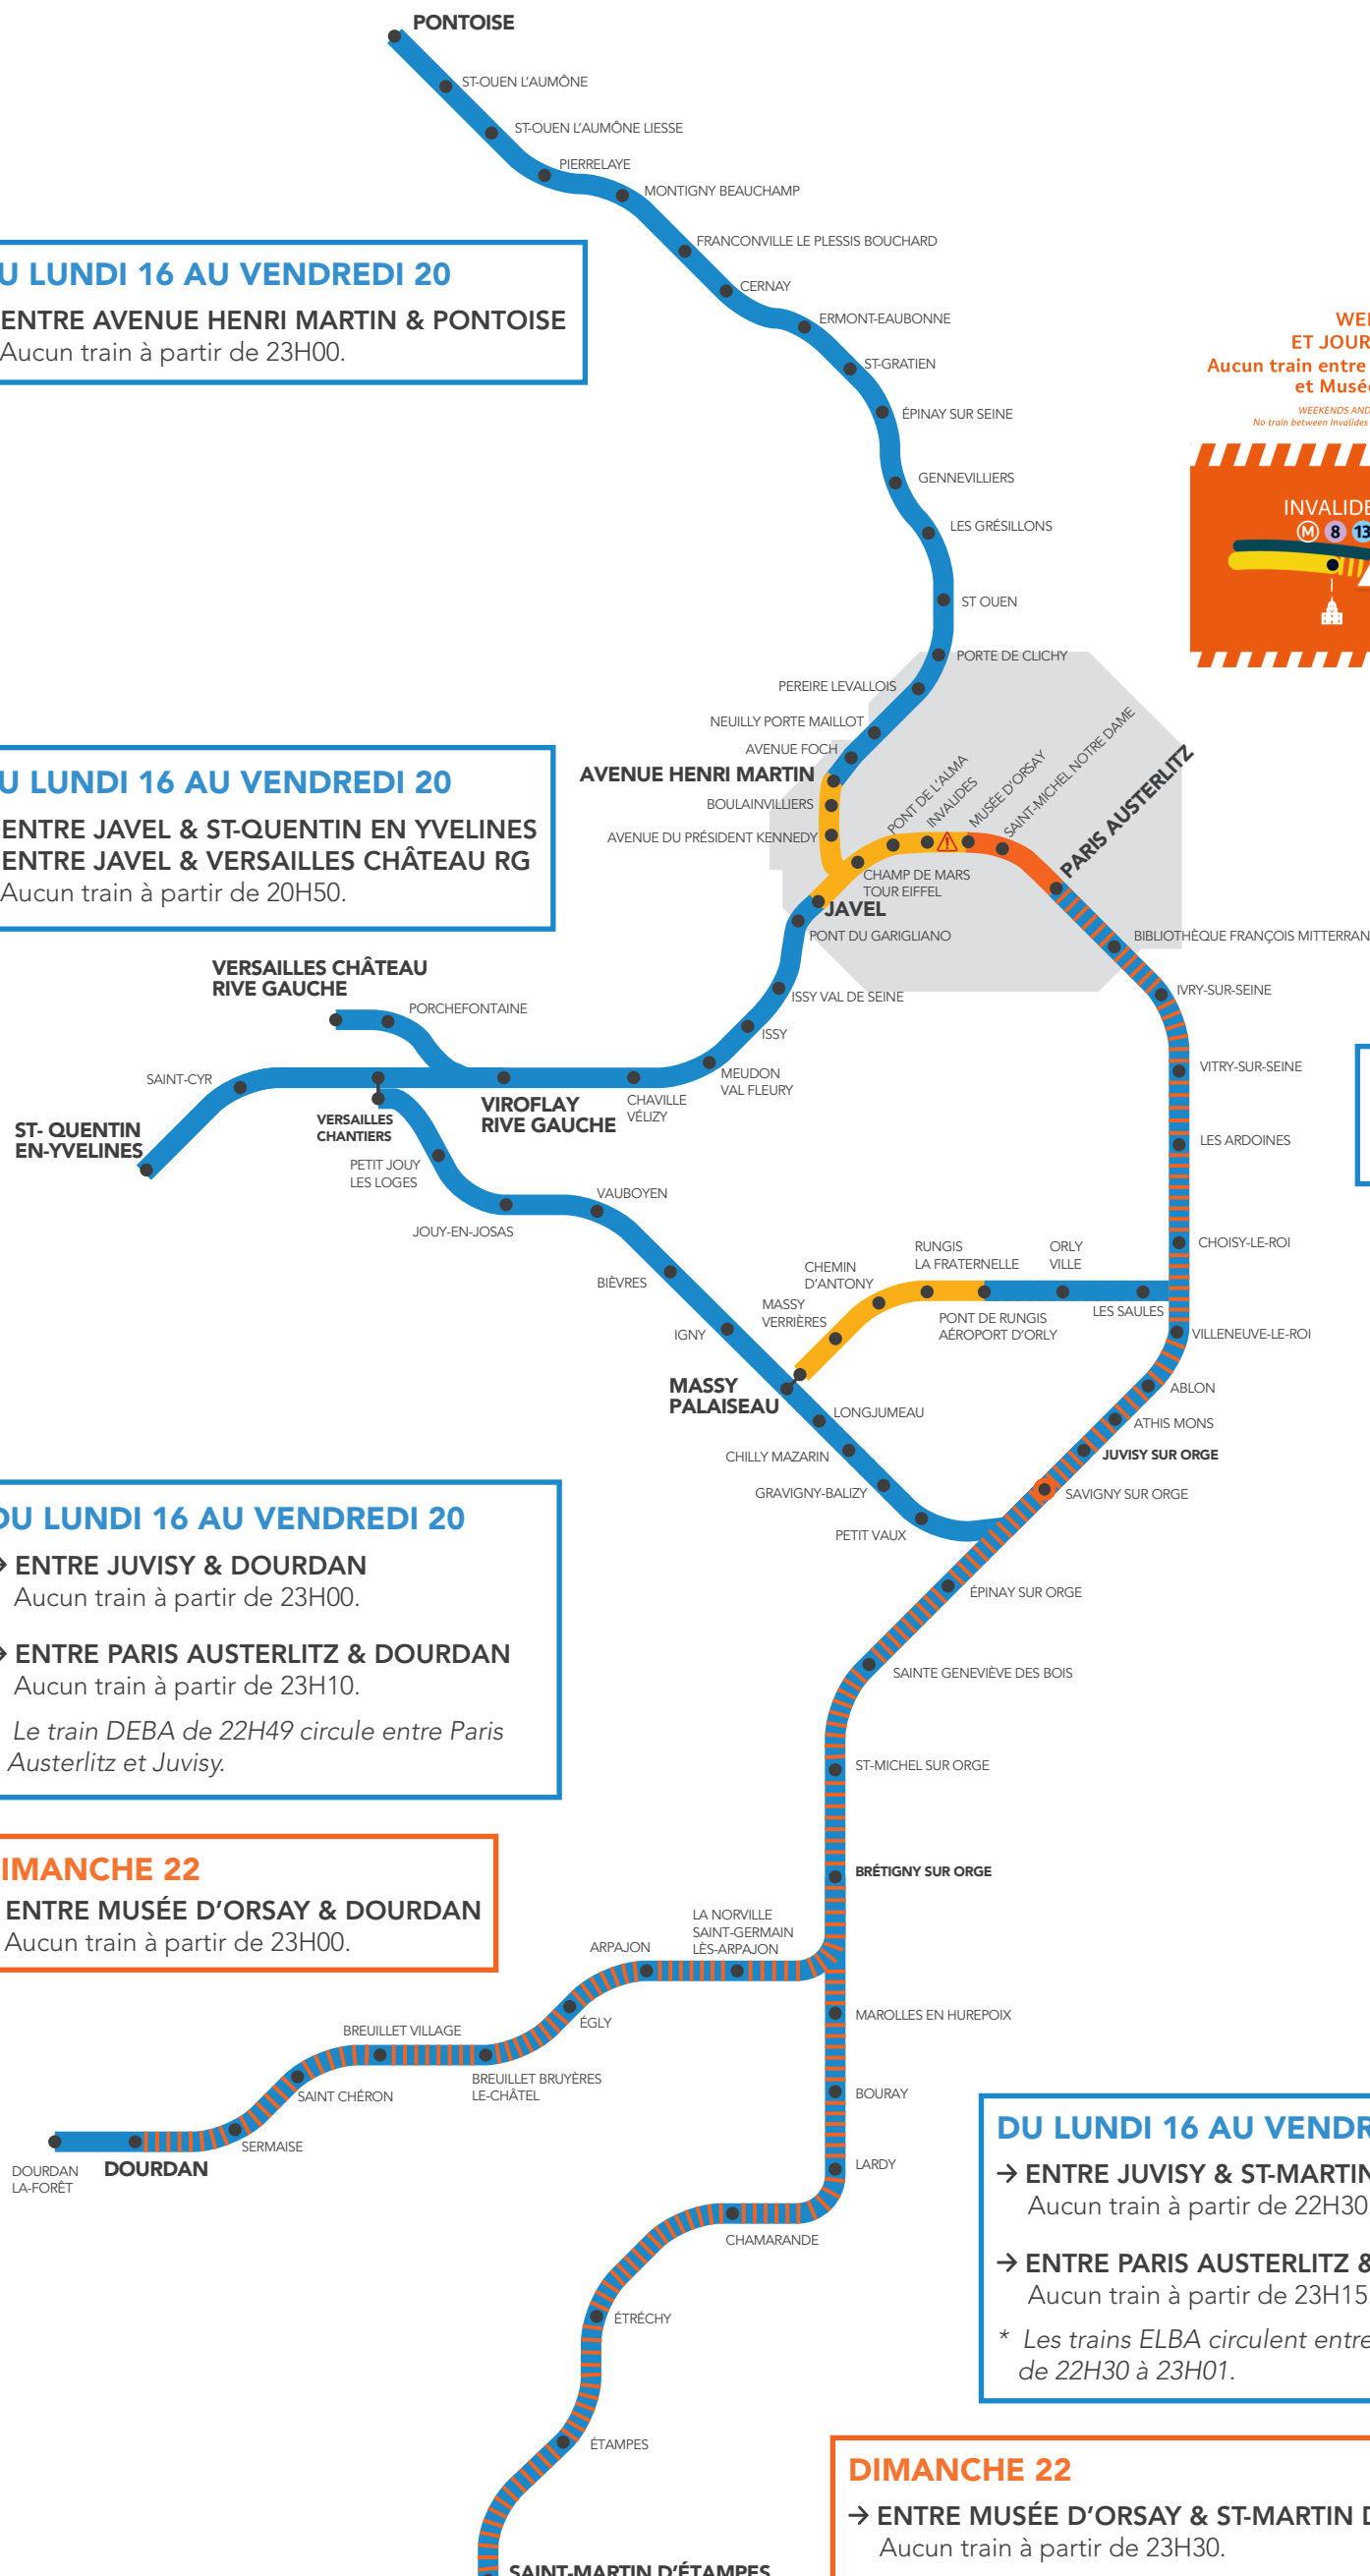 PONTOISE
ST-OUEN L'AUMÔNE
ST-OUEN L'AUMÔNE LIESSE
PIERRELAYE
MONTIGNY BEAUCHAMP
FRANCONVILLE LE PLESSIS BOUCHARD
CERNAY
ERMONT-EAUBONNE
ST-GRATIEN
ÉPINAY SUR SEINE
GENNEVILLIERS
LES GRÉSILLONS
ST OUEN
PORTE DE CLICHY
PEREIRE LEVALLOIS
NEUILLY PORTE MAILLOT
AVENUE FOCH
AVENUE HENRI MARTIN
BOULAINVILLIERS
AVENUE DU PRÉSIDENT KENNEDY
U LUNDI 16 AU VENDREDI 20
ENTRE AVENUE HENRI MARTIN & PONTOISE
Aucun train à partir de 23H00.
WEE
ET JOUR
Aucun train entre
et Musé
WEEKENDS AND
No train between Invalides
INVALIDE
M 8 13
U LUNDI 16 AU VENDREDI 20
ENTRE JAVEL & ST-QUENTIN EN YVELINES
ENTRE JAVEL & VERSAILLES CHÂTEAU RG
Aucun train à partir de 20H50.
PONT DE L'ALMA
INVALIDES
MUSÉE D'ORSAY
SAINT-MICHEL NOTRE DAME
PARIS AUSTERLITZ
CHAMP DE MARS
TOUR EIFFEL
JAVEL
PONT DU GARIGLIANO
ISSY VAL DE SEINE
ISSY
MEUDON
VAL FLEURY
CHAVILLE
VÉLIZY
VIROFLAY
RIVE GAUCHE
VERSAILLES CHÂTEAU
RIVE GAUCHE
PORCHEFONTAINE
SAINT-CYR
ST- QUENTIN
EN-YVELINES
VERSAILLES
CHANTIERS
PETIT JOUY
LES LOGES
JOUY-EN-JOSAS
VAUBOYEN
BIÈVRES
IGNY
MASSY
PALAISEAU
BIBLIOTHÈQUE FRANÇOIS MITTERRAN
IVRY-SUR-SEINE
VITRY-SUR-SEINE
LES ARDOINES
CHOISY-LE-ROI
RUNGIS
LA FRATERNELLE
ORLY
VILLE
CHEMIN
D'ANTONY
MASSY
VERRIÈRES
PONT DE RUNGIS
AÉROPORT D'ORLY
LES SAULES
VILLENEUVE-LE-ROI
ABLON
ATHIS MONS
JUVISY SUR ORGE
SAVIGNY SUR ORGE
LONGJUMEAU
CHILLY MAZARIN
GRAVIGNY-BALIZY
PETIT VAUX
ÉPINAY SUR ORGE
SAINTE GENEVIÈVE DES BOIS
ST-MICHEL SUR ORGE
BRÉTIGNY SUR ORGE
DU LUNDI 16 AU VENDREDI 20
→ ENTRE JUVISY & DOURDAN
Aucun train à partir de 23H00.
→ ENTRE PARIS AUSTERLITZ & DOURDAN
Aucun train à partir de 23H10.
Le train DEBA de 22H49 circule entre Paris
Austerlitz et Juvisy.
IMANCHE 22
ENTRE MUSÉE D'ORSAY & DOURDAN
Aucun train à partir de 23H00.
LA NORVILLE
SAINT-GERMAIN
LÈS-ARPAJON
ARPAJON
ÉGLY
BREUILLET VILLAGE
BREUILLET BRUYÈRES
LE-CHÂTEL
SAINT CHÉRON
SERMAISE
DOURDAN
DOURDAN
LA-FORÊT
MAROLLES EN HUREPOIX
BOURAY
LARDY
CHAMARANDE
ÉTRÉCHY
ÉTAMPES
SAINT-MARTIN D'ÉTAMPES
DU LUNDI 16 AU VENDR
→ ENTRE JUVISY & ST-MARTIN
Aucun train à partir de 22H30
→ ENTRE PARIS AUSTERLITZ &
Aucun train à partir de 23H15
* Les trains ELBA circulent entre
de 22H30 à 23H01.
DIMANCHE 22
→ ENTRE MUSÉE D'ORSAY & ST-MARTIN D
Aucun train à partir de 23H30.